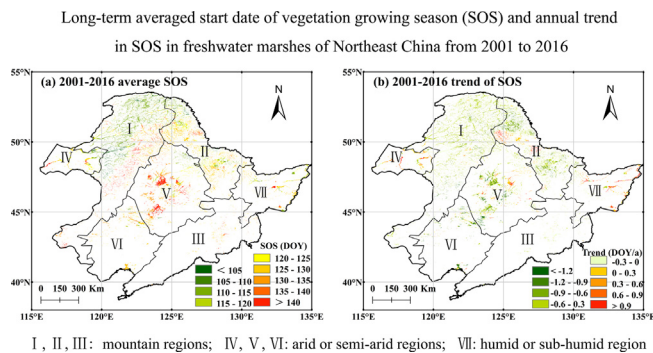 Long-term averaged start date of vegetation growing season (SOS) and annual trend
in SOS in freshwater marshes of Northeast China from 2001 to 2016
55°N
(a) 2001-2016 average SOS
N
50°N
45°N
40°N
I
II
III
IV
V
VI
VII
SOS (DOY)
< 105
105 - 110
110 - 115
115 - 120
120 - 125
125 - 130
130 - 135
135 - 140
> 140
0 150 300 Km
115°E 120°E 125°E 130°E 135°E
55°N
(b) 2001-2016 trend of SOS
N
50°N
45°N
40°N
I
II
III
IV
V
VI
VII
Trend (DOY/a)
< -1.2
-1.2 - -0.9
-0.9 - -0.6
-0.6 - 0.3
-0.3 - 0
0 - 0.3
0.3 - 0.6
0.6 - 0.9
> 0.9
0 150 300 Km
115°E 120°E 125°E 130°E 135°E
I, II, III: mountain regions; IV, V, VI: arid or semi-arid regions; VII: humid or sub-humid region